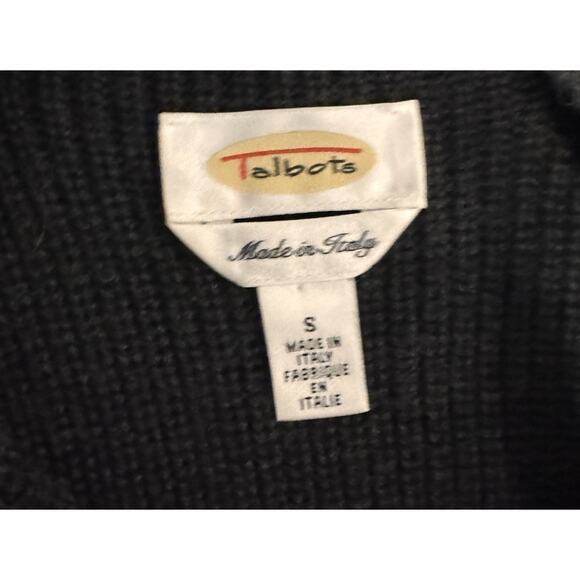 Talbots
Made in Italy
S
MADE IN
ITALY
FABRIQUE
EN
ITALIE